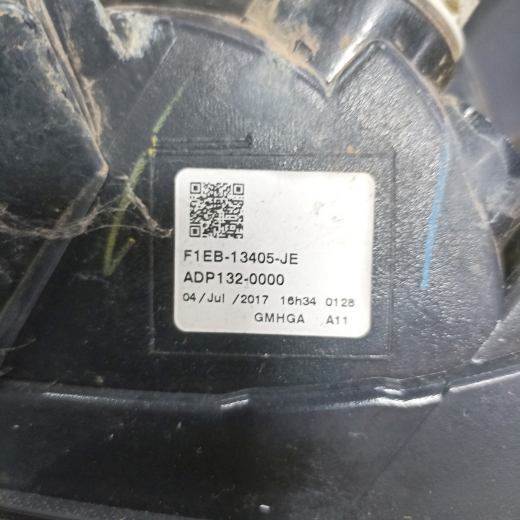 F1EB-13405-JE
ADP132-0000
04/Jul /2017 16h34 0128
GMHGA A11